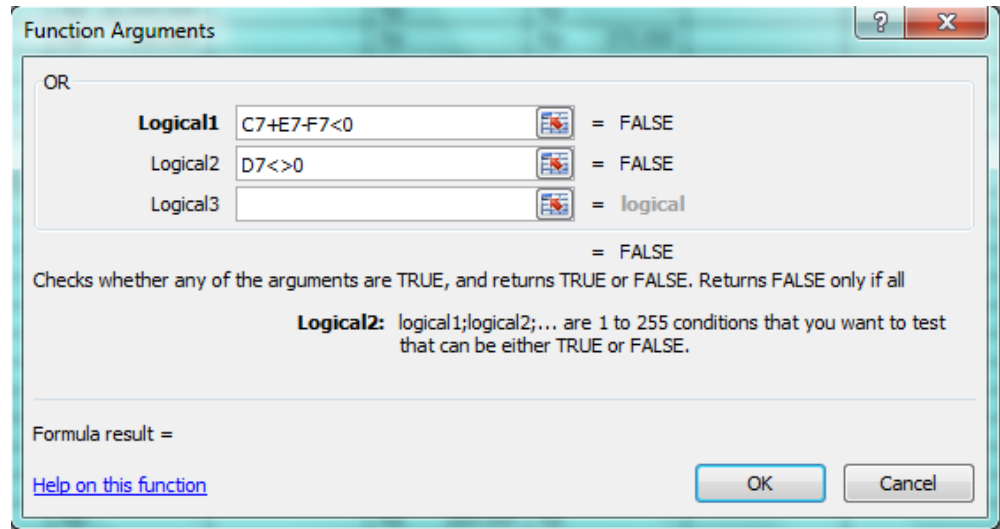 Function Arguments
OR
Logical1 C7+E7-F7<0 = FALSE
Logical2 D7<>0 = FALSE
Logical3 = logical
= FALSE
Checks whether any of the arguments are TRUE, and returns TRUE or FALSE. Returns FALSE only if all
Logical2: logical1;logical2;... are 1 to 255 conditions that you want to test
that can be either TRUE or FALSE.
Formula result =
Help on this function
OK Cancel